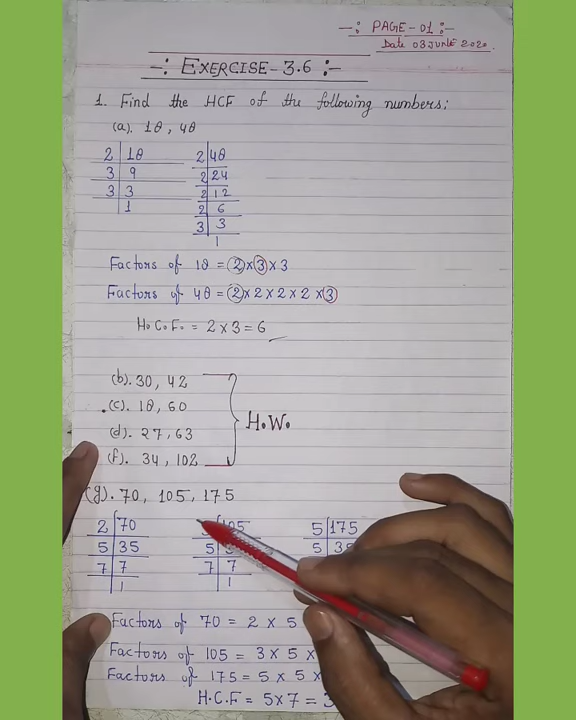 -: PAGE-01:-
Date 03 JUNE 2020
-: EXERCISE-3.6 :-
1. Find the HCF of the following numbers:
(a). 18, 48
2 18 2 48
3 9 2 24
3 3 2 12
1 2 6
3 3
1
Factors of 18 = 2×3×3
Factors of 48 = 2×2×2×2×3
H.C.F. = 2×3=6
(b). 30, 42
(c). 18, 60
(d). 27, 63
(f). 34, 102
H.W.
(g). 70, 105, 175
2 70 105 5 175
5 35 5 5 35
7 7 7 7
1 1
Factors of 70 = 2 × 5
Factors of 105 = 3 × 5 ×
Factors of 175 = 5 × 5 ×
H.C.F = 5×7 = 3